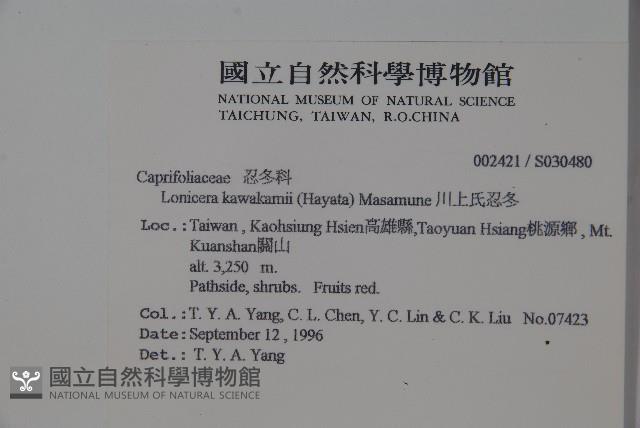 國立自然科學博物館
NATIONAL MUSEUM OF NATURAL SCIENCE
TAICHUNG, TAIWAN, R.O.CHINA
002421 / S030480
Caprifoliaceae 忍冬科
Lonicera kawakamii (Hayata) Masamune 川上氏忍冬
Loc.: Taiwan , Kaohsiung Hsien高雄縣,Taoyuan Hsiang桃源鄉 , Mt.
Kuanshan關山
alt. 3,250 m.
Pathside, shrubs. Fruits red.
Col.: T. Y. A. Yang, C. L. Chen, Y. C. Lin & C. K. Liu No.07423
Date: September 12 , 1996
Det.: T. Y. A. Yang
國立自然科學博物館
NATIONAL MUSEUM OF NATURAL SCIENCE